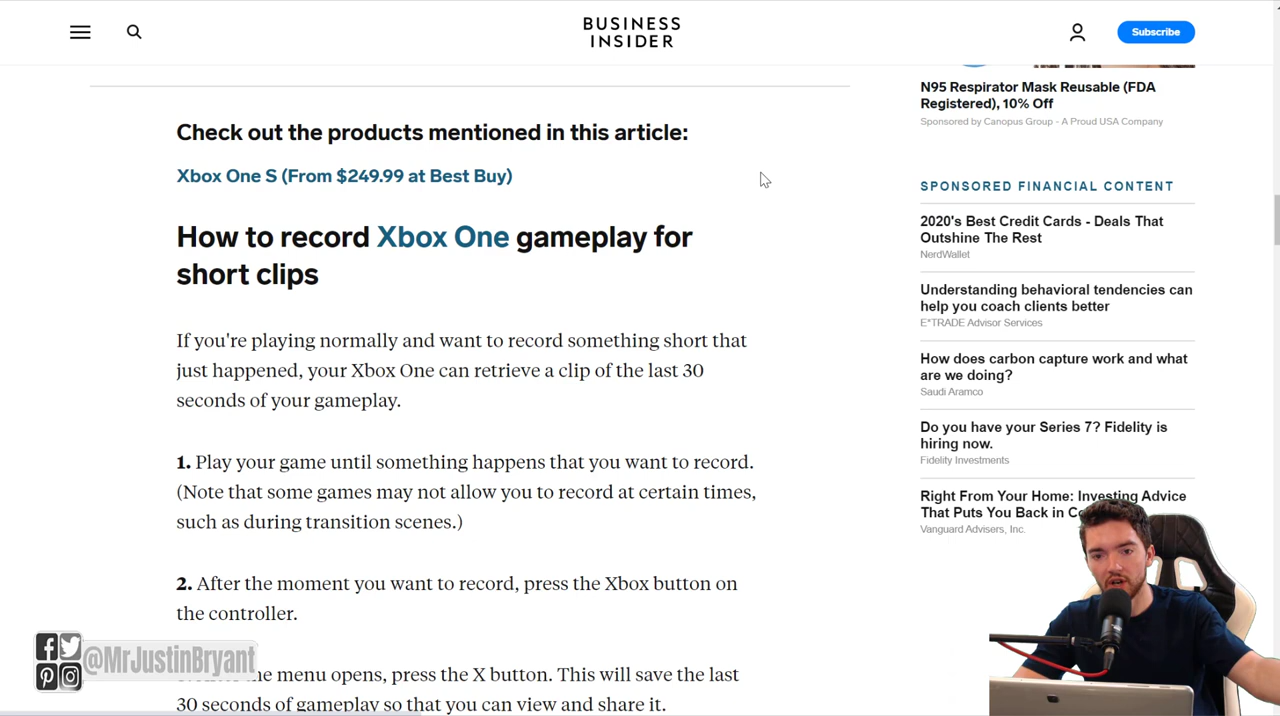 BUSINESS
INSIDER
Subscribe
Check out the products mentioned in this article:
Xbox One S (From $249.99 at Best Buy)
How to record Xbox One gameplay for
short clips
If you're playing normally and want to record something short that
just happened, your Xbox One can retrieve a clip of the last 30
seconds of your gameplay.
1. Play your game until something happens that you want to record.
(Note that some games may not allow you to record at certain times,
such as during transition scenes.)
2. After the moment you want to record, press the Xbox button on
the controller.
the menu opens, press the X button. This will save the last
30 seconds of gameplay so that you can view and share it.
N95 Respirator Mask Reusable (FDA
Registered), 10% Off
Sponsored by Canopus Group - A Proud USA Company
SPONSORED FINANCIAL CONTENT
2020's Best Credit Cards - Deals That
Outshine The Rest
NerdWallet
Understanding behavioral tendencies can
help you coach clients better
E*TRADE Advisor Services
How does carbon capture work and what
are we doing?
Saudi Aramco
Do you have your Series 7? Fidelity is
hiring now.
Fidelity Investments
Right From Your Home: Investing Advice
That Puts You Back in
Vanguard Advisers, Inc.
@MrJustinBryant